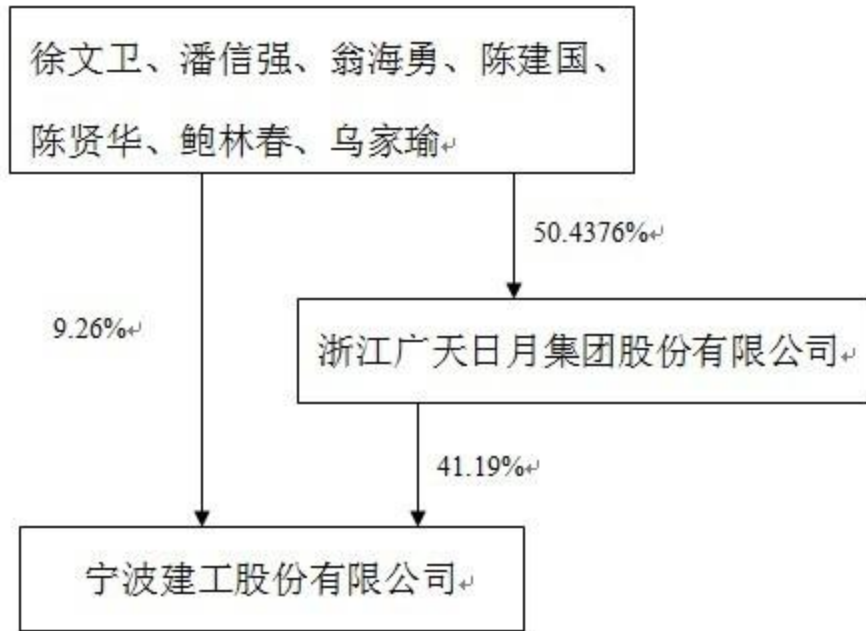 徐文卫、潘信强、翁海勇、陈建国、
陈贤华、鲍林春、乌家瑜↵
50.4376%↵
9.26%↵
浙江广天日月集团股份有限公司↵
41.19%↵
宁波建工股份有限公司↵